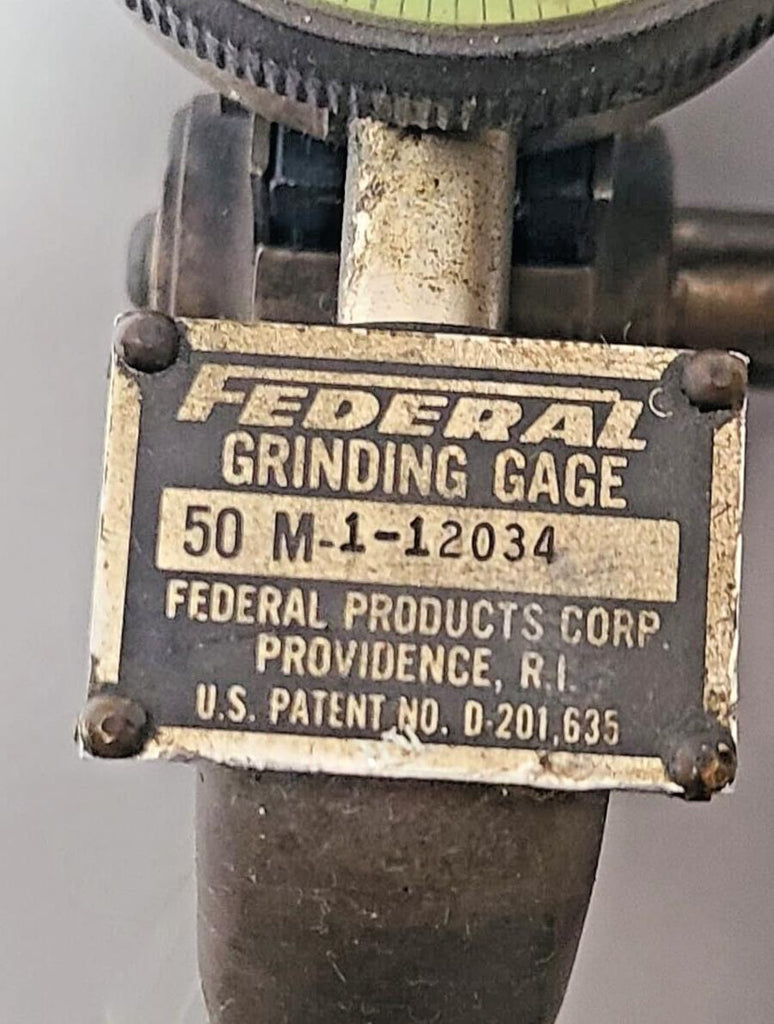 FEDERAL
GRINDING GAGE
50 M-1-12034
FEDERAL PRODUCTS CORP.
PROVIDENCE, R.I.
U.S. PATENT NO. D-201,635